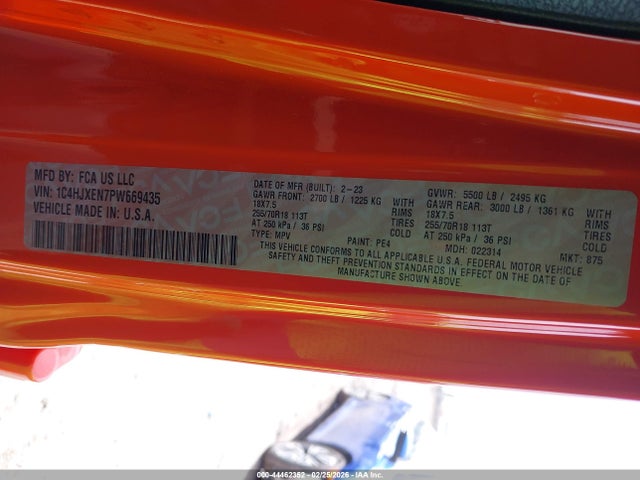 MFD BY: FCA US LLC
VIN: 1C4HJXEN7PW669435
VEHICLE MADE IN: U.S.A.
DATE OF MFR (BUILT): 2-23
GAWR FRONT: 2700 LB / 1225 KG WITH
18X7.5 RIMS
255/70R18 113T TIRES
AT 250 kPa / 36 PSI COLD
TYPE: MPV PAINT: PE4
GVWR: 5500 LB / 2495 KG
GAWR REAR: 3000 LB / 1361 KG WITH
18X7.5 RIMS
255/70R18 113T TIRES
AT 250 kPa / 36 PSI COLD
MDH: 022314 MKT: 875
THIS VEHICLE CONFORMS TO ALL APPLICABLE U.S.A. FEDERAL MOTOR VEHICLE
SAFETY AND THEFT PREVENTION STANDARDS IN EFFECT ON THE DATE OF
MANUFACTURE SHOWN ABOVE
000-44462352 - 02/25/2026 - IAA Inc.